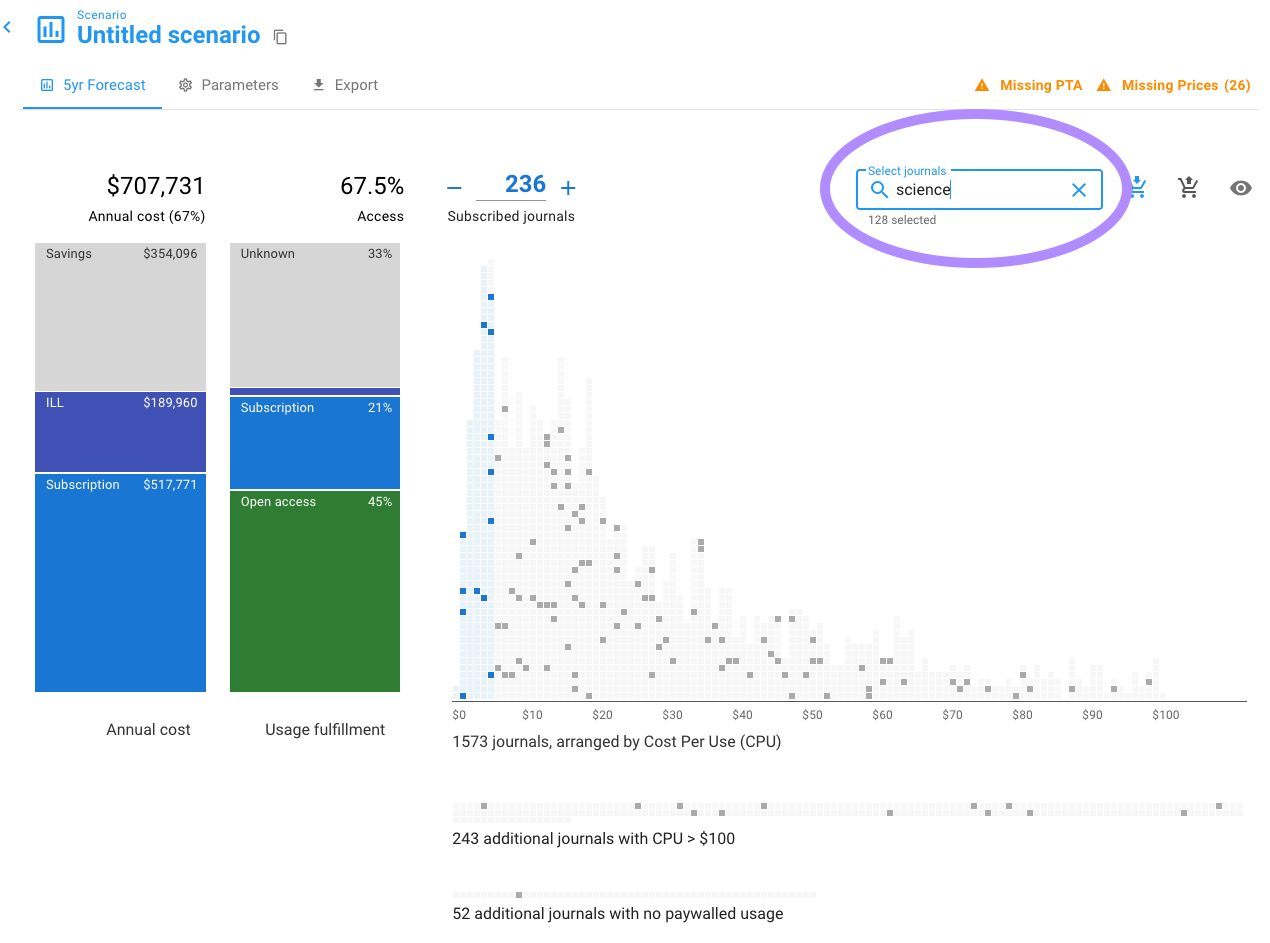 Scenario
Untitled scenario
5yr Forecast Parameters Export Missing PTA Missing Prices (26)
$707,731 67.5% − 236 + Select journals
science
Annual cost (67%) Access Subscribed journals 128 selected
Savings $354,096 Unknown 33%
ILL $189,960 Subscription 21%
Subscription $517,771 Open access 45%
$0 $10 $20 $30 $40 $50 $60 $70 $80 $90 $100
Annual cost Usage fulfillment 1573 journals, arranged by Cost Per Use (CPU)
243 additional journals with CPU > $100
52 additional journals with no paywalled usage